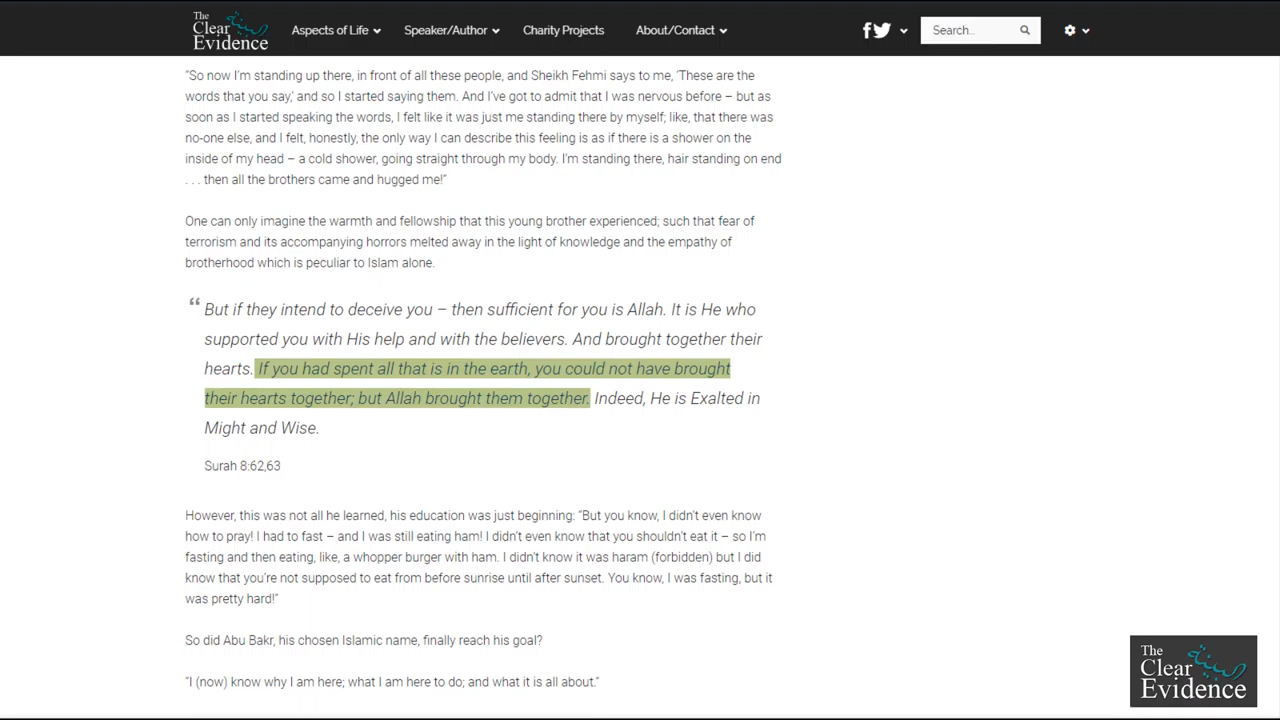 The
Clear
Evidence
Aspects of Life
Speaker/Author
Charity Projects
About/Contact
Search...
“So now I’m standing up there, in front of all these people, and Sheikh Fehmi says to me, ‘These are the
words that you say,’ and so I started saying them. And I’ve got to admit that I was nervous before – but as
soon as I started speaking the words, I felt like it was just me standing there by myself; like, that there was
no-one else, and I felt, honestly, the only way I can describe this feeling is as if there is a shower on the
inside of my head – a cold shower, going straight through my body. I’m standing there, hair standing on end
. . . then all the brothers came and hugged me!”
One can only imagine the warmth and fellowship that this young brother experienced; such that fear of
terrorism and its accompanying horrors melted away in the light of knowledge and the empathy of
brotherhood which is peculiar to Islam alone.
“ But if they intend to deceive you – then sufficient for you is Allah. It is He who
supported you with His help and with the believers. And brought together their
hearts. If you had spent all that is in the earth, you could not have brought
their hearts together; but Allah brought them together. Indeed, He is Exalted in
Might and Wise.
Surah 8:62,63
However, this was not all he learned, his education was just beginning: “But you know, I didn’t even know
how to pray! I had to fast – and I was still eating ham! I didn’t even know that you shouldn’t eat it – so I’m
fasting and then eating, like, a whopper burger with ham. I didn’t know it was haram (forbidden) but I did
know that you’re not supposed to eat from before sunrise until after sunset. You know, I was fasting, but it
was pretty hard!”
So did Abu Bakr, his chosen Islamic name, finally reach his goal?
“I (now) know why I am here; what I am here to do; and what it is all about.”
The
Clear
Evidence